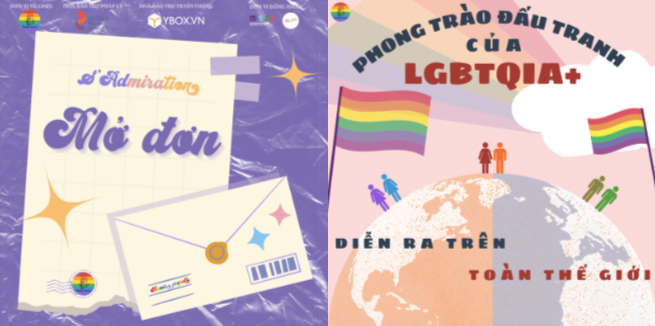 YBOX.VN
S'Admiration
Mở đơn
PHONG TRÀO ĐẤU TRANH
CỦA
LGBTQIA+
DIỄN RA TRÊN
TOÀN THẾ GIỚI